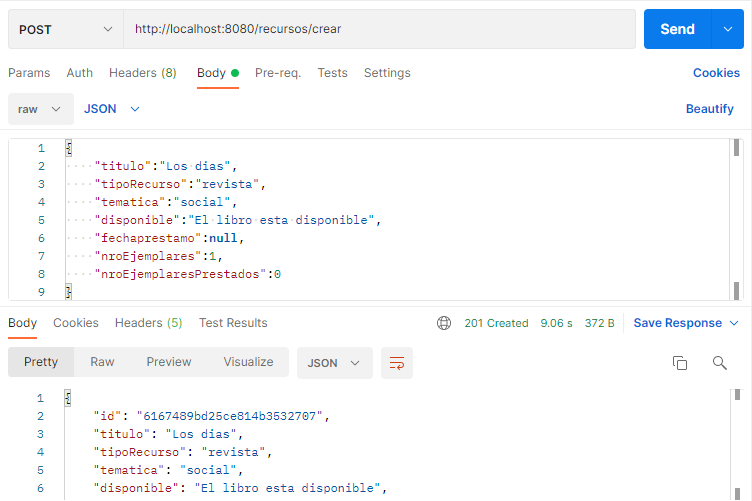 POST http://localhost:8080/recursos/crear Send
Params Auth Headers (8) Body Pre-req. Tests Settings Cookies
raw JSON Beautify
1 {
2 "titulo":"Los dias",
3 "tipoRecurso":"revista",
4 "tematica":"social",
5 "disponible":"El libro esta disponible",
6 "fechaprestamo":null,
7 "nroEjemplares":1,
8 "nroEjemplaresPrestados":0
9 }
Body Cookies Headers (5) Test Results 201 Created 9.06 s 372 B Save Response
Pretty Raw Preview Visualize JSON
1 {
2 "id": "6167489bd25ce814b3532707",
3 "titulo": "Los dias",
4 "tipoRecurso": "revista",
5 "tematica": "social",
6 "disponible": "El libro esta disponible",